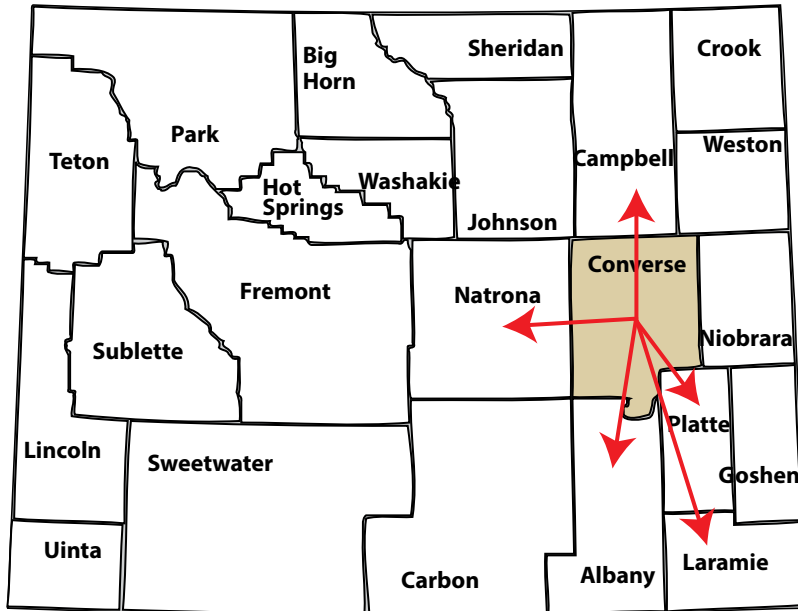 Sheridan
Crook
Big
Horn
Park
Teton
Campbell
Weston
Washakie
Hot
Springs
Johnson
Converse
Fremont
Natrona
Niobrara
Sublette
Platte
Lincoln
Sweetwater
Goshen
Uinta
Laramie
Albany
Carbon